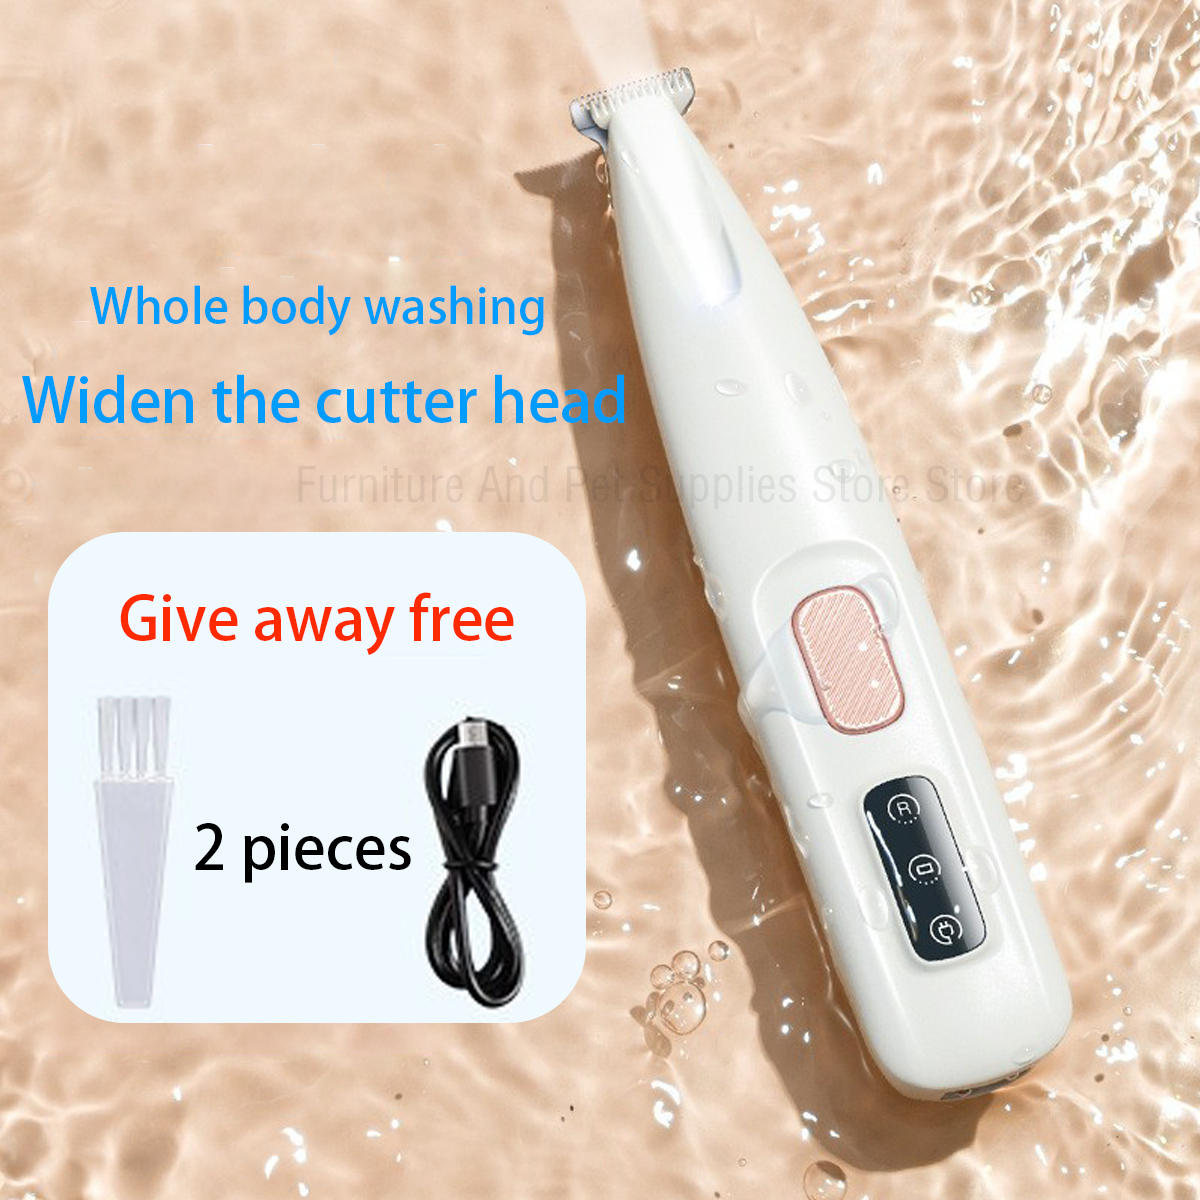 Whole body washing
Widen the cutter head
Furniture And Pet Supplies Store Store
Give away free
2 pieces
R